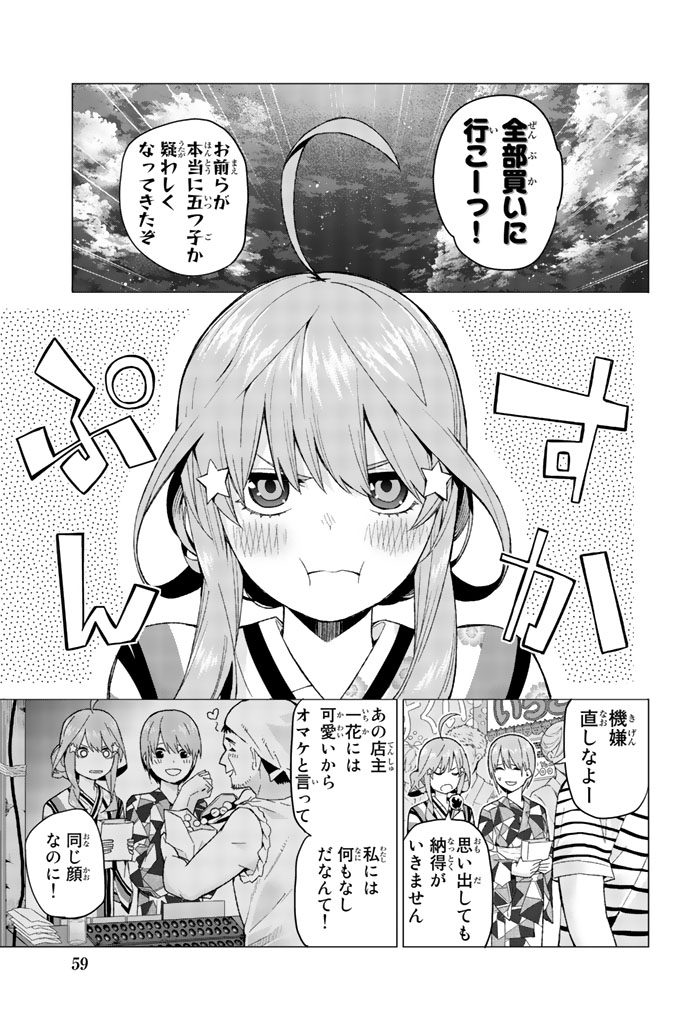 全部買いに
行こーっ!
お前らが
本当に五つ子か
疑わしく
なってきたぞ
すか
ぷん
機嫌
直しなよー
思い出しても
納得が
いきません
あの店主
一花には
可愛いから
オマケと言って
私には
何もなし
だなんて!
同じ顔
なのに!
59